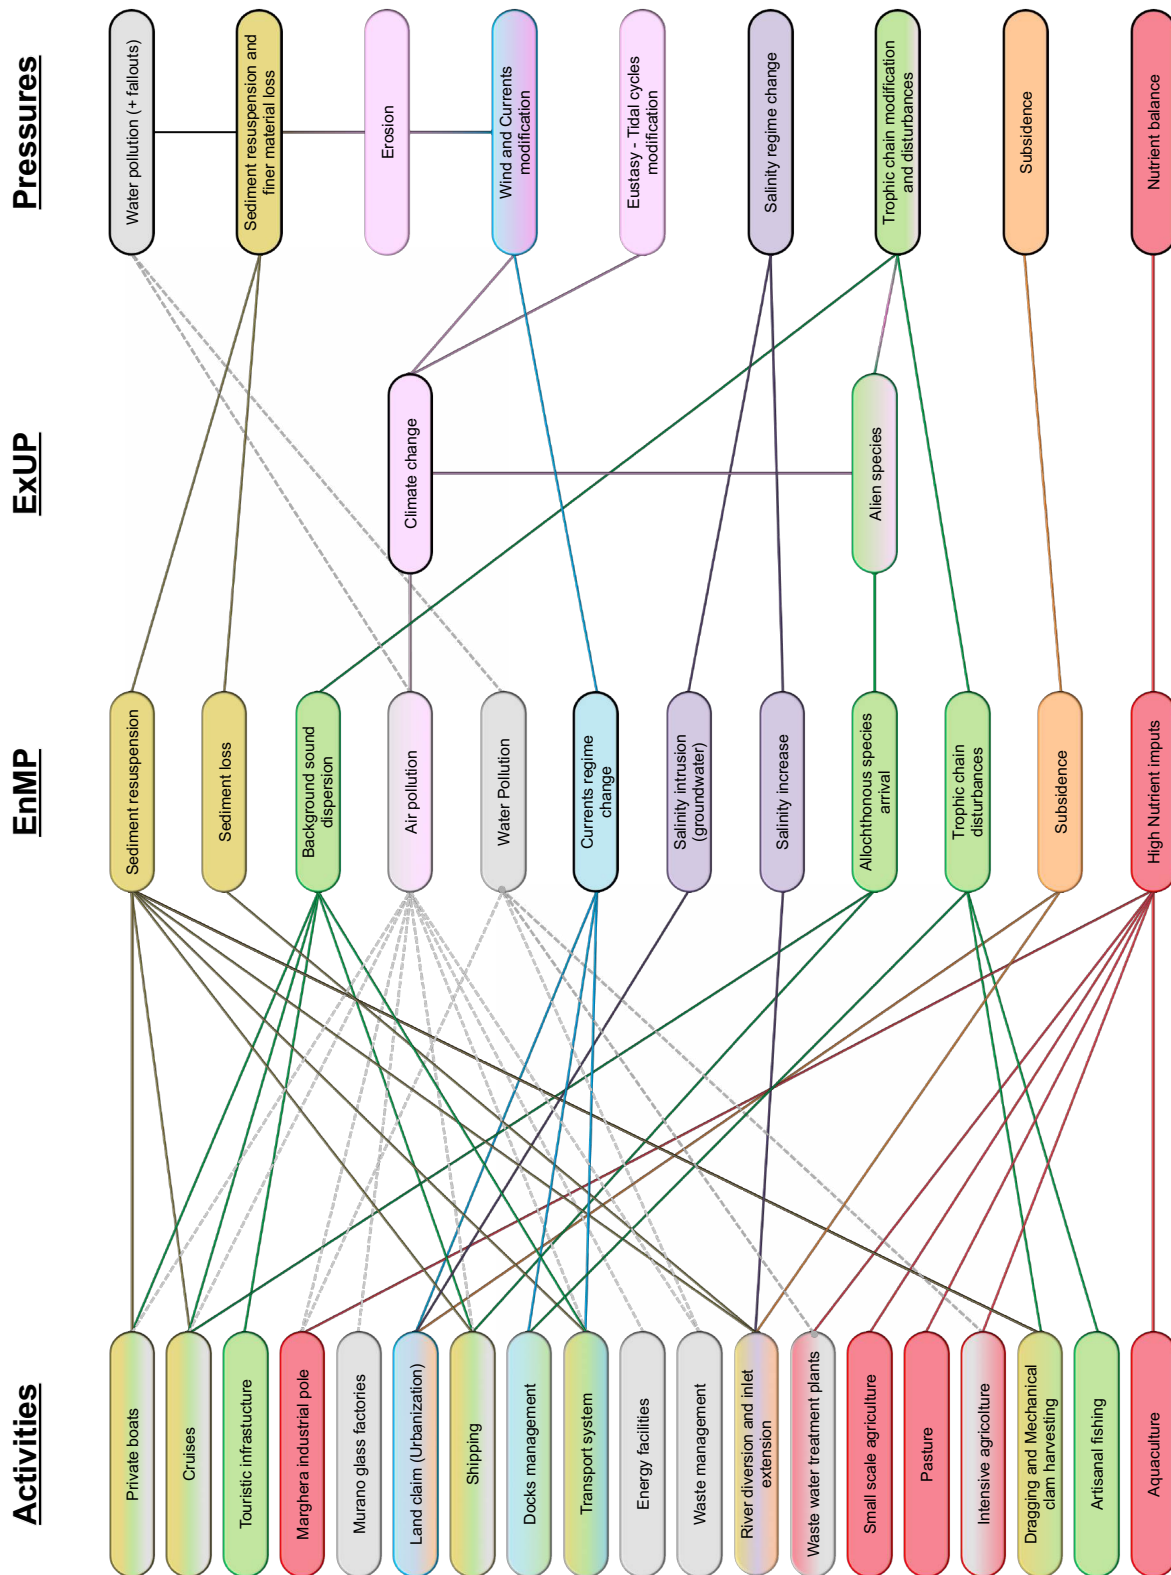 Pressures
Water pollution (+ fallouts)
Sediment resuspension and
finer material loss
Erosion
Wind and Currents
modification
Eustasy - Tidal cycles
modification
Salinity regime change
Trophic chain modification
and disturbances
Subsidence
Nutrient balance
ExUP
Climate change
Alien species
EnMP
Sediment resuspension
Sediment loss
Background sound
dispersion
Air pollution
Water Pollution
Currents regime
change
Salinity intrusion
(groundwater)
Salinity increase
Allochthonous species
arrival
Trophic chain
disturbances
Subsidence
High Nutrient imputs
Activities
Private boats
Cruises
Touristic infrastucture
Marghera industrial pole
Murano glass factories
Land claim (Urbanization)
Shipping
Docks management
Transport system
Energy facilities
Waste management
River diversion and inlet
extension
Waste water treatment plants
Small scale agriculture
Pasture
Intensive agricolture
Dragging and Mechanical
clam harvesting
Artisanal fishing
Aquaculture